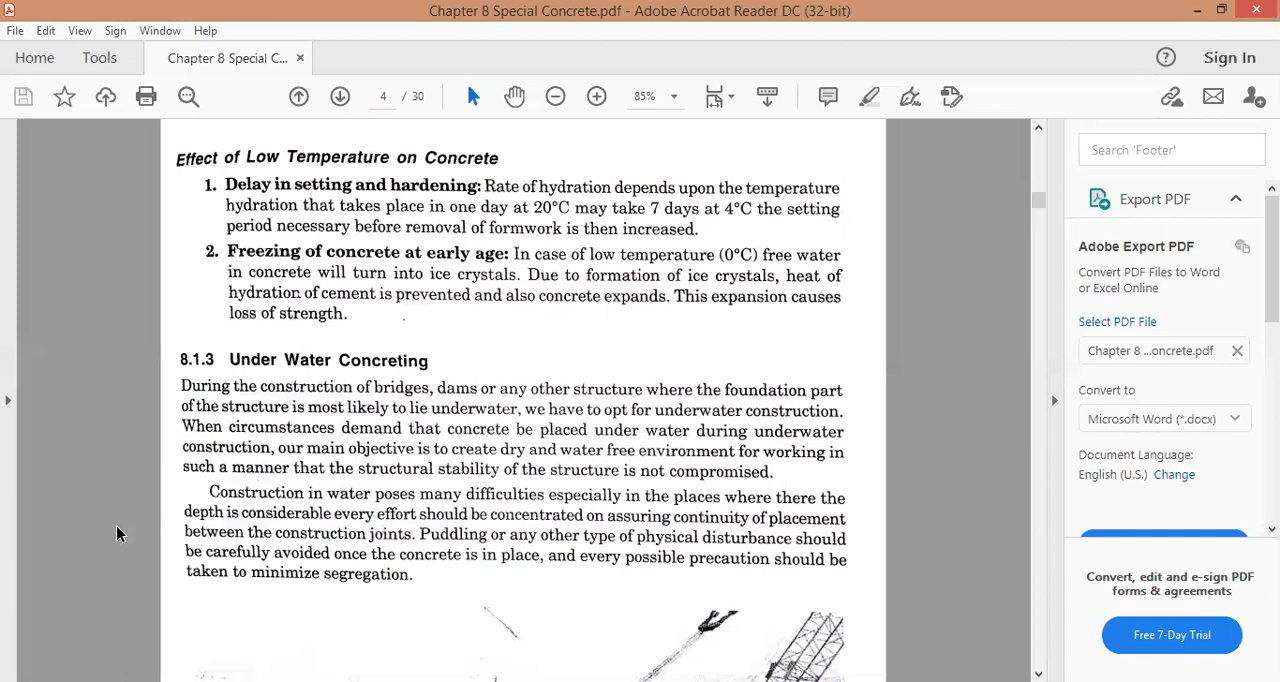 Chapter 8 Special Concrete.pdf - Adobe Acrobat Reader DC (32-bit)
File Edit View Sign Window Help
Home Tools Chapter 8 Special C... × Sign In
4 / 30 85%
Effect of Low Temperature on Concrete
1. Delay in setting and hardening: Rate of hydration depends upon the temperature
hydration that takes place in one day at 20°C may take 7 days at 4°C the setting
period necessary before removal of formwork is then increased.
2. Freezing of concrete at early age: In case of low temperature (0°C) free water
in concrete will turn into ice crystals. Due to formation of ice crystals, heat of
hydration of cement is prevented and also concrete expands. This expansion causes
loss of strength.
8.1.3 Under Water Concreting
During the construction of bridges, dams or any other structure where the foundation part
of the structure is most likely to lie underwater, we have to opt for underwater construction.
When circumstances demand that concrete be placed under water during underwater
construction, our main objective is to create dry and water free environment for working in
such a manner that the structural stability of the structure is not compromised.
Construction in water poses many difficulties especially in the places where there the
depth is considerable every effort should be concentrated on assuring continuity of placement
between the construction joints. Puddling or any other type of physical disturbance should
be carefully avoided once the concrete is in place, and every possible precaution should be
taken to minimize segregation.
Search 'Footer'
Export PDF
Adobe Export PDF
Convert PDF Files to Word
or Excel Online
Select PDF File
Chapter 8 ...oncrete.pdf
Convert to
Microsoft Word (*.docx)
Document Language:
English (U.S.) Change
Convert, edit and e-sign PDF
forms & agreements
Free 7-Day Trial